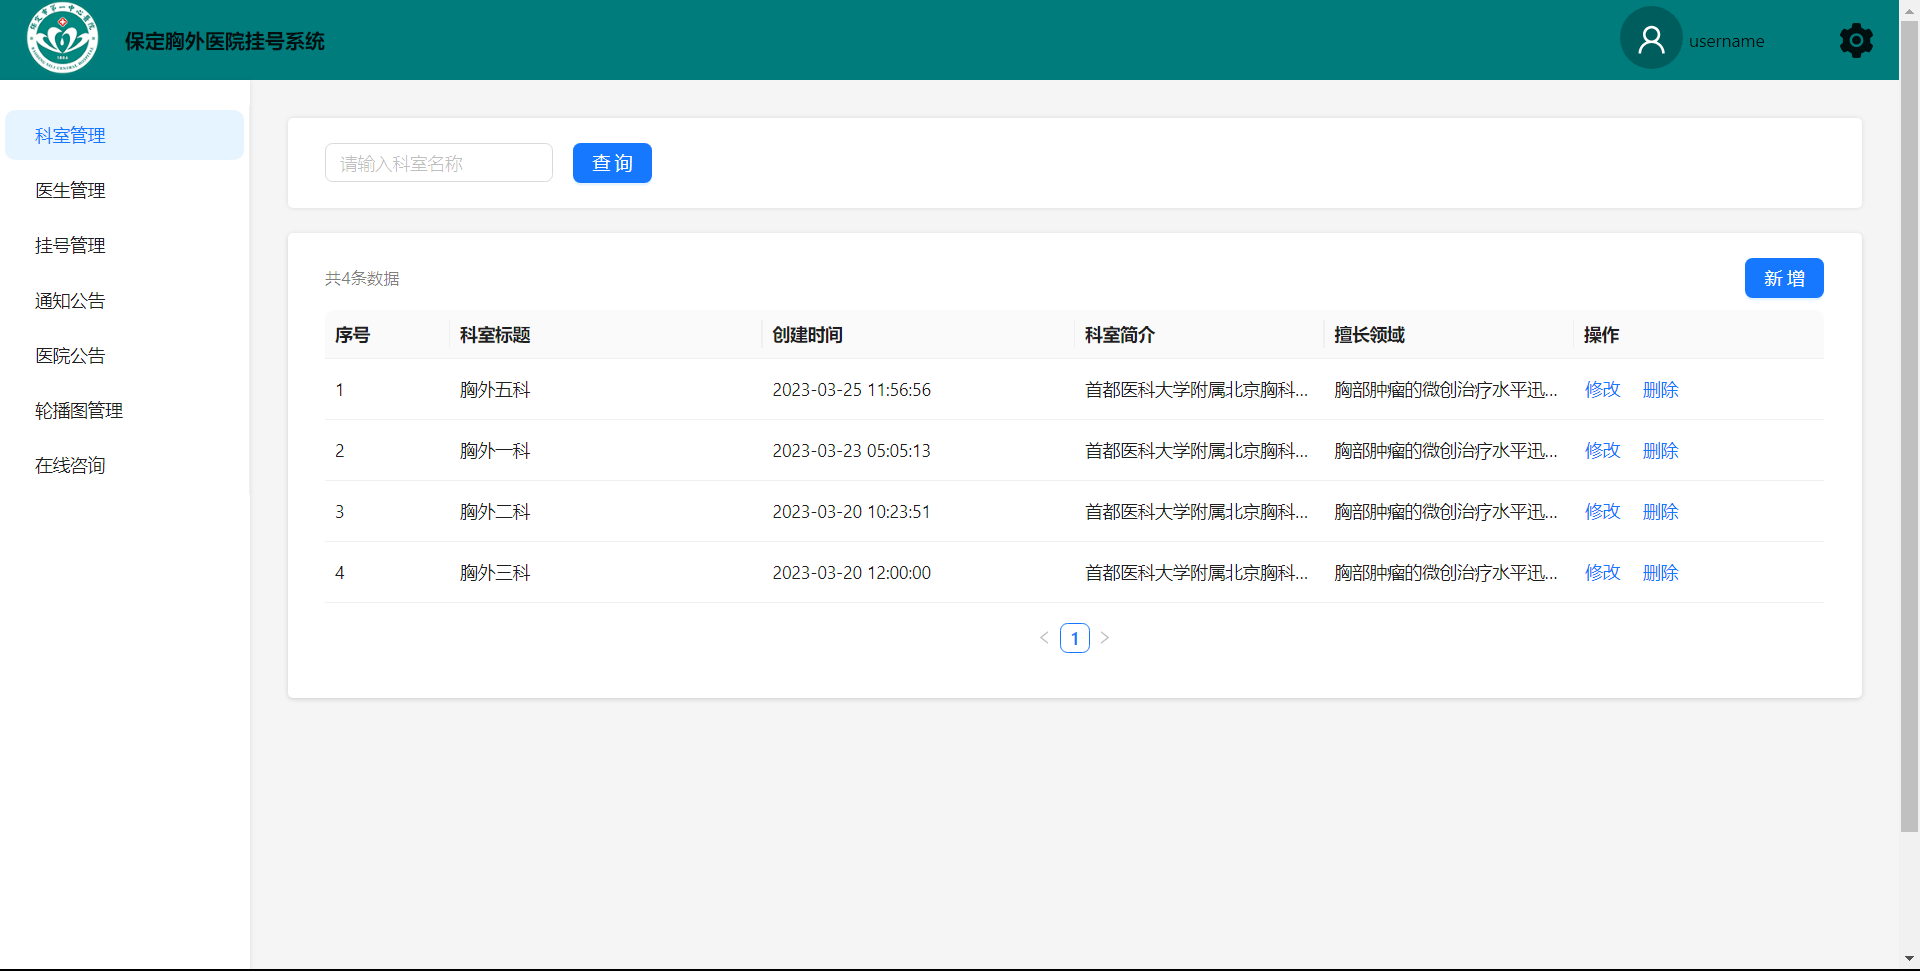 保定胸外医院挂号系统
username
科室管理
医生管理
挂号管理
通知公告
医院公告
轮播图管理
在线咨询
请输入科室名称
查询
共4条数据
新增
序号 科室标题 创建时间 科室简介 擅长领域 操作
1 胸外五科 2023-03-25 11:56:56 首都医科大学附属北京胸科... 胸部肿瘤的微创治疗水平迅... 修改 删除
2 胸外一科 2023-03-23 05:05:13 首都医科大学附属北京胸科... 胸部肿瘤的微创治疗水平迅... 修改 删除
3 胸外二科 2023-03-20 10:23:51 首都医科大学附属北京胸科... 胸部肿瘤的微创治疗水平迅... 修改 删除
4 胸外三科 2023-03-20 12:00:00 首都医科大学附属北京胸科... 胸部肿瘤的微创治疗水平迅... 修改 删除
< 1 >